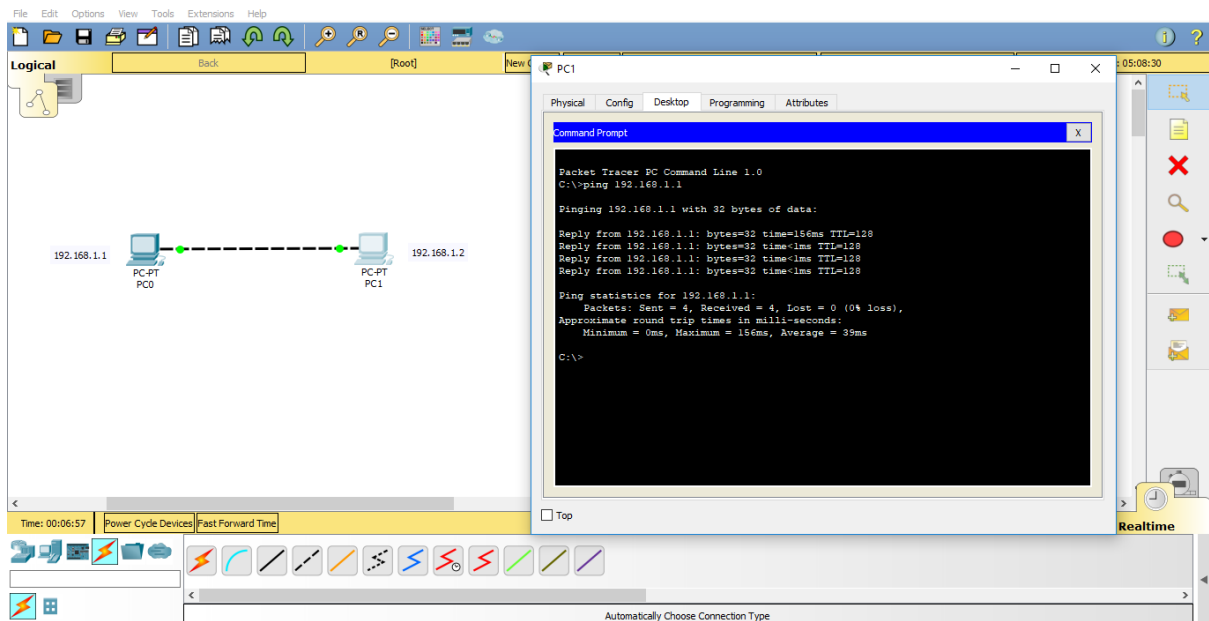 File Edit Options View Tools Extensions Help
Logical
Back
[Root]
New
: 05:08:30
PC1
Physical Config Desktop Programming Attributes
Command Prompt
X
Packet Tracer PC Command Line 1.0
C:\>ping 192.168.1.1
Pinging 192.168.1.1 with 32 bytes of data:
Reply from 192.168.1.1: bytes=32 time=156ms TTL=128
Reply from 192.168.1.1: bytes=32 time<1ms TTL=128
Reply from 192.168.1.1: bytes=32 time<1ms TTL=128
Reply from 192.168.1.1: bytes=32 time<1ms TTL=128
Ping statistics for 192.168.1.1:
Packets: Sent = 4, Received = 4, Lost = 0 (0% loss),
Approximate round trip times in milli-seconds:
Minimum = 0ms, Maximum = 156ms, Average = 39ms
C:\>
Top
192.168.1.1
PC-PT
PC0
PC-PT
PC1
192.168.1.2
Time: 00:06:57
Power Cycle Devices
Fast Forward Time
Realtime
Automatically Choose Connection Type